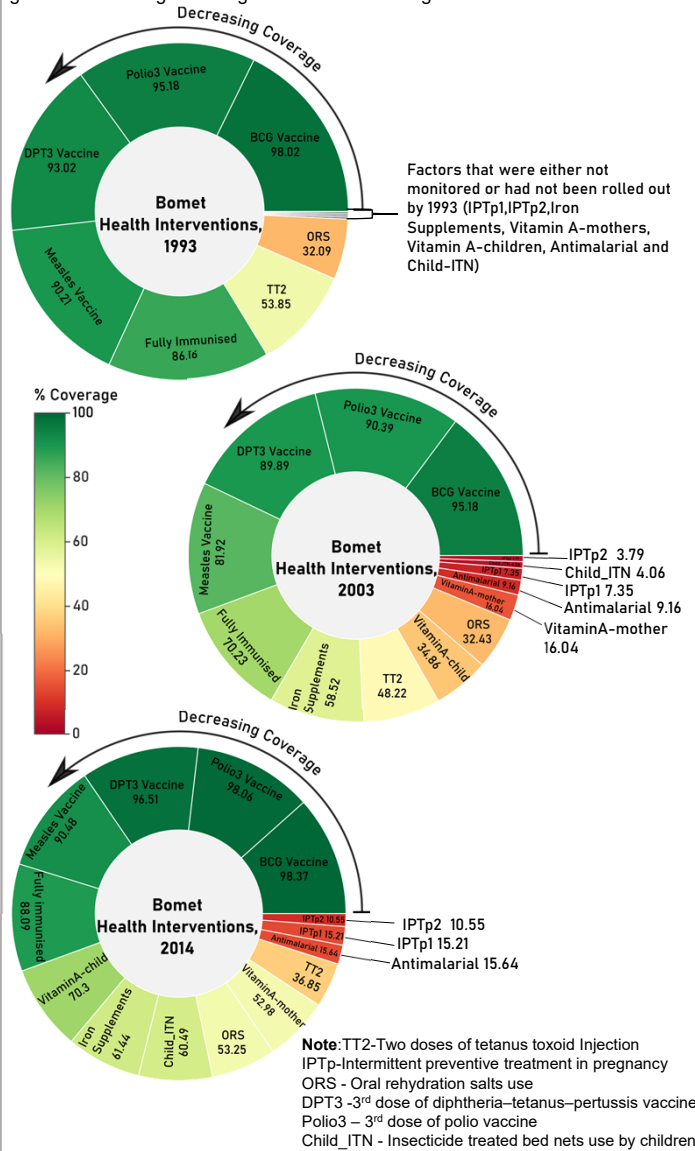 Decreasing Coverage
Polio3 Vaccine
95.18
BCG Vaccine
98.02
DPT3 Vaccine
93.02
Measles Vaccine
90.21
Fully Immunised
86.16
TT2
53.85
ORS
32.09
Bomet
Health Interventions,
1993
Factors that were either not
monitored or had not been rolled out
by 1993 (IPTp1,IPTp2,Iron
Supplements, Vitamin A-mothers,
Vitamin A-children, Antimalarial and
Child-ITN)
% Coverage
100
80
60
40
20
0
Decreasing Coverage
Polio3 Vaccine
90.39
BCG Vaccine
95.18
DPT3 Vaccine
89.89
Measles Vaccine
81.92
Fully Immunised
70.23
Iron
Supplements
58.52
TT2
48.22
VitaminA-child
34.86
ORS
32.43
VitaminA-mother
16.04
Antimalarial 9.16
IPTp1 7.35
Bomet
Health Interventions,
2003
IPTp2 3.79
Child_ITN 4.06
IPTp1 7.35
Antimalarial 9.16
VitaminA-mother
16.04
Decreasing Coverage
Polio3 Vaccine
98.06
BCG Vaccine
98.37
DPT3 Vaccine
96.51
Measles Vaccine
90.48
Fully immunised
88.09
VitaminA-child
70.3
Iron
Supplements
61.44
Child_ITN
60.49
ORS
53.25
VitaminA-mother
52.98
TT2
36.85
Antimalarial 15.64
IPTp1 15.21
IPTp2 10.55
Bomet
Health Interventions,
2014
IPTp2 10.55
IPTp1 15.21
Antimalarial 15.64
Note:TT2-Two doses of tetanus toxoid Injection
IPTp-Intermittent preventive treatment in pregnancy
ORS - Oral rehydration salts use
DPT3 -3rd dose of diphtheria–tetanus–pertussis vaccine
Polio3 – 3rd dose of polio vaccine
Child_ITN - Insecticide treated bed nets use by children